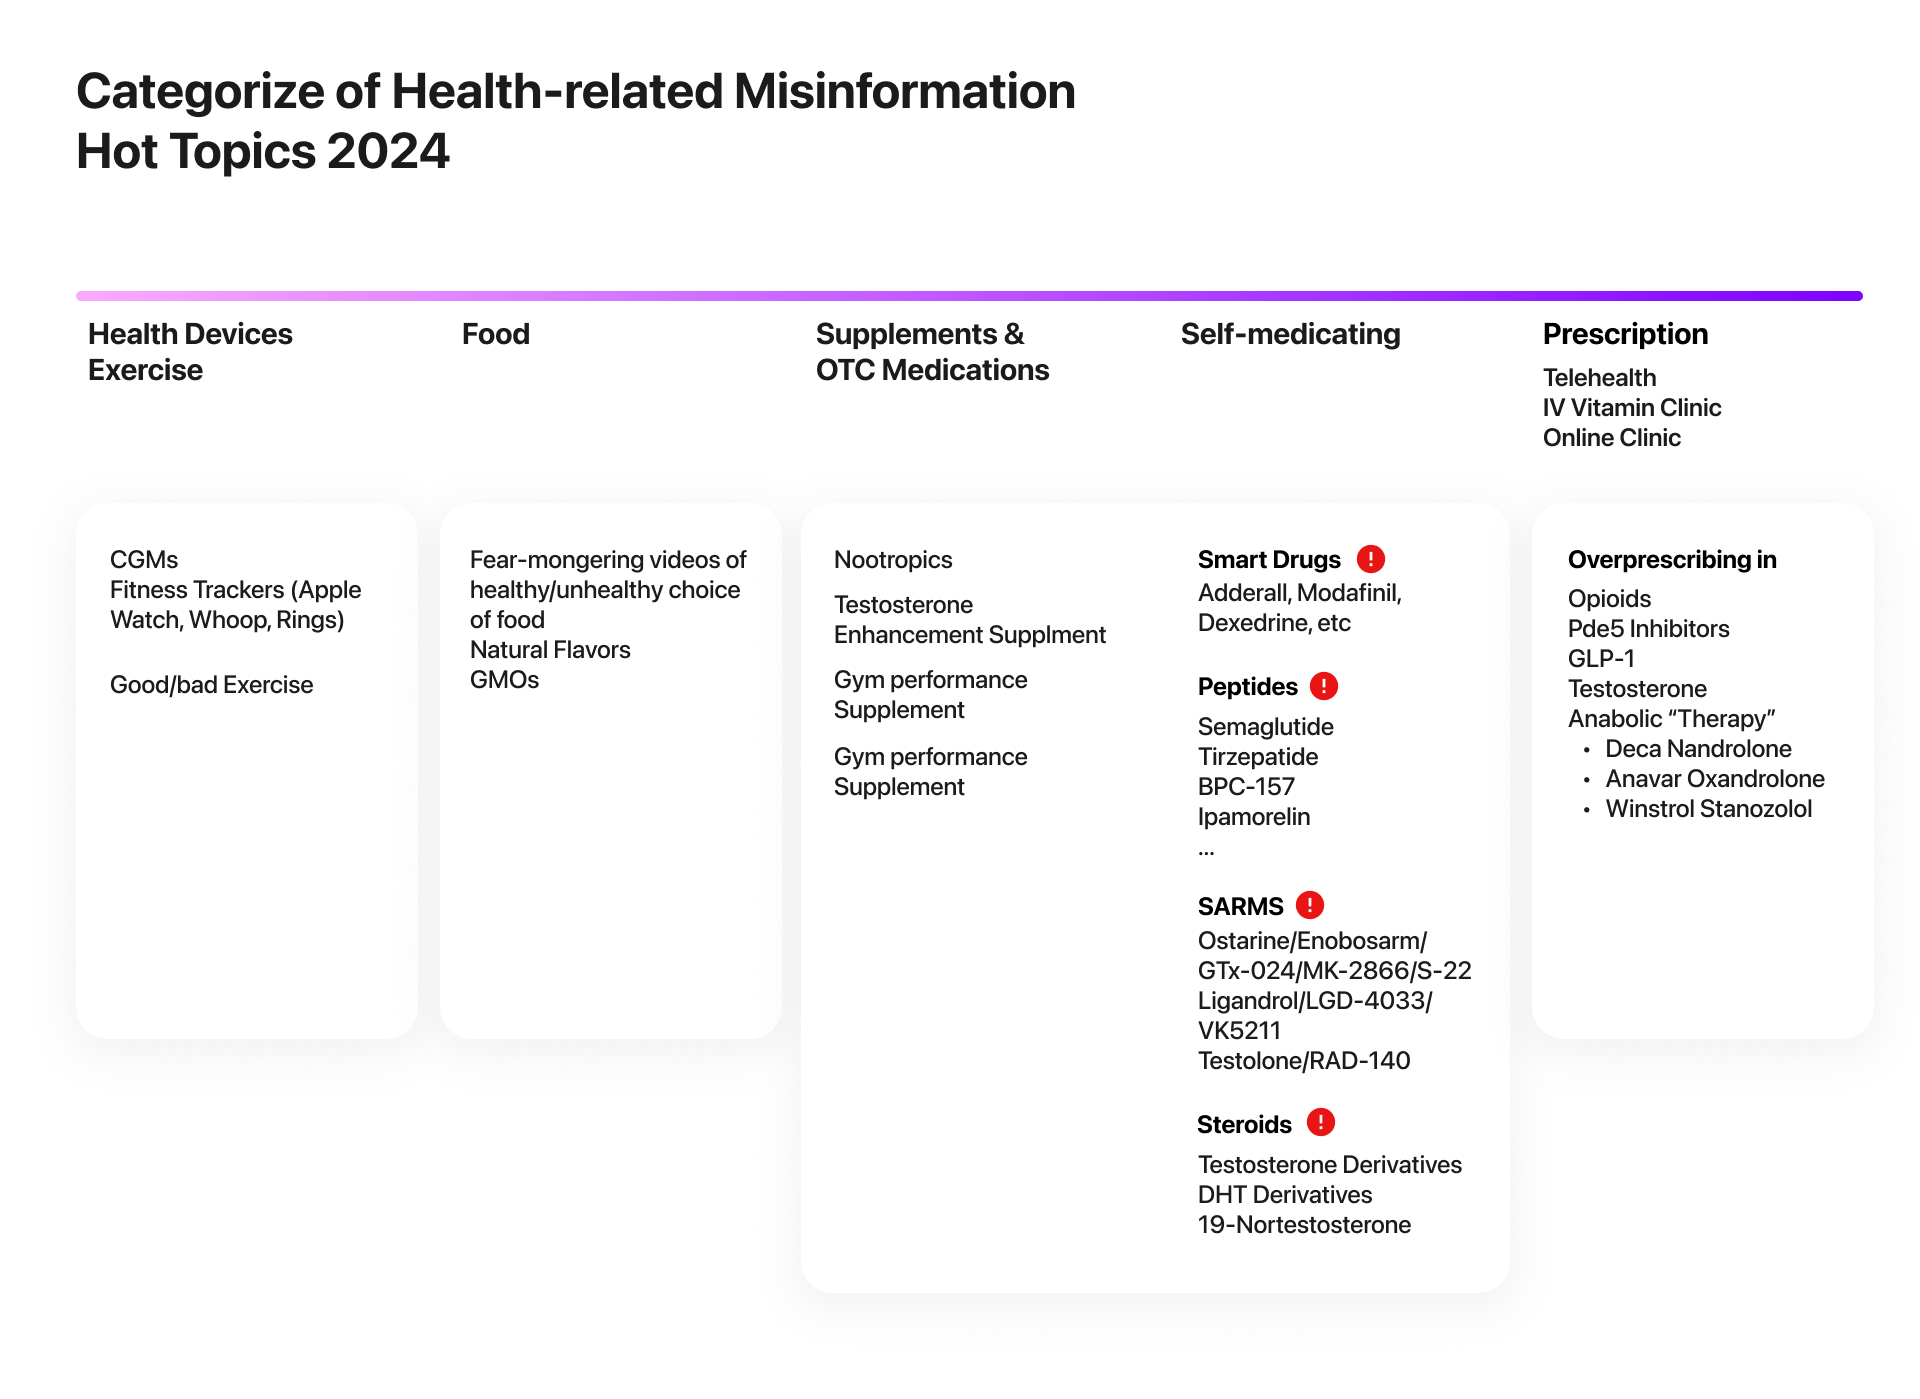 Categorize of Health-related Misinformation
Hot Topics 2024
Health Devices
Exercise
Food
Supplements &
OTC Medications
Self-medicating
Prescription
Telehealth
IV Vitamin Clinic
Online Clinic
CGMs
Fitness Trackers (Apple
Watch, Whoop, Rings)
Good/bad Exercise
Fear-mongering videos of
healthy/unhealthy choice
of food
Natural Flavors
GMOs
Nootropics
Testosterone
Enhancement Supplment
Gym performance
Supplement
Gym performance
Supplement
Smart Drugs
Adderall, Modafinil,
Dexedrine, etc
Peptides
Semaglutide
Tirzepatide
BPC-157
Ipamorelin
...
SARMS
Ostarine/Enobosarm/
GTx-024/MK-2866/S-22
Ligandrol/LGD-4033/
VK5211
Testolone/RAD-140
Steroids
Testosterone Derivatives
DHT Derivatives
19-Nortestosterone
Overprescribing in
Opioids
Pde5 Inhibitors
GLP-1
Testosterone
Anabolic “Therapy”
• Deca Nandrolone
• Anavar Oxandrolone
• Winstrol Stanozolol